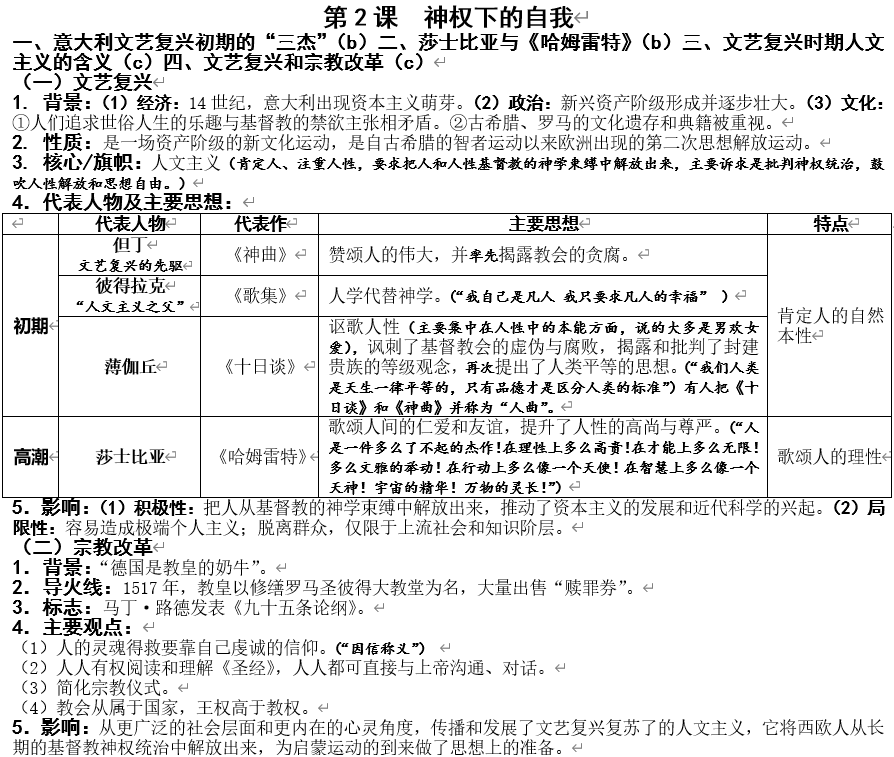 第2课　神权下的自我
一、意大利文艺复兴初期的“三杰”（b）二、莎士比亚与《哈姆雷特》（b）三、文艺复兴时期人文
主义的含义（c）四、文艺复兴和宗教改革（c）
（一）文艺复兴
1. 背景：（1）经济：14世纪，意大利出现资本主义萌芽。（2）政治：新兴资产阶级形成并逐步壮大。（3）文化：
①人们追求世俗人生的乐趣与基督教的禁欲主张相矛盾。②古希腊、罗马的文化遗存和典籍被重视。
2. 性质：是一场资产阶级的新文化运动，是自古希腊的智者运动以来欧洲出现的第二次思想解放运动。
3. 核心/旗帜：人文主义（肯定人、注重人性，要求把人和人性基督教的神学束缚中解放出来，主要诉求是批判神权统治，鼓
吹人性解放和思想自由。）
4．代表人物及主要思想：
代表人物 代表作 主要思想 特点
初期
但丁
文艺复兴的先驱
《神曲》
赞颂人的伟大，并率先揭露教会的贪腐。
彼得拉克
“人文主义之父”
《歌集》
人学代替神学。（“我自己是凡人 我只要求凡人的幸福” ）
薄伽丘
《十日谈》
讴歌人性（主要集中在人性中的本能方面，说的大多是男欢女
爱），讽刺了基督教会的虚伪与腐败，揭露和批判了封建
贵族的等级观念，再次提出了人类平等的思想。（“我们人类
是天生一律平等的，只有品德才是区分人类的标准”）有人把《十
日谈》和《神曲》并称为“人曲”。
肯定人的自然
本性
高潮
莎士比亚
《哈姆雷特》
歌颂人间的仁爱和友谊，提升了人性的高尚与尊严。（“人
是一件多么了不起的杰作！在理性上多么高贵！在才能上多么无限！
多么文雅的举动！在行动上多么像一个天使！在智慧上多么像一个
天神！宇宙的精华！万物的灵长！”）
歌颂人的理性
5．影响：（1）积极性：把人从基督教的神学束缚中解放出来，推动了资本主义的发展和近代科学的兴起。（2）局
限性：容易造成极端个人主义；脱离群众，仅限于上流社会和知识阶层。
（二）宗教改革
1．背景：“德国是教皇的奶牛”。
2．导火线：1517年，教皇以修缮罗马圣彼得大教堂为名，大量出售“赎罪券”。
3．标志：马丁·路德发表《九十五条论纲》。
4．主要观点：
（1）人的灵魂得救要靠自己虔诚的信仰。（“因信称义”）
（2）人人有权阅读和理解《圣经》，人人都可直接与上帝沟通、对话。
（3）简化宗教仪式。
（4）教会从属于国家，王权高于教权。
5．影响：从更广泛的社会层面和更内在的心灵角度，传播和发展了文艺复兴复苏了的人文主义，它将西欧人从长
期的基督教神权统治中解放出来，为启蒙运动的到来做了思想上的准备。